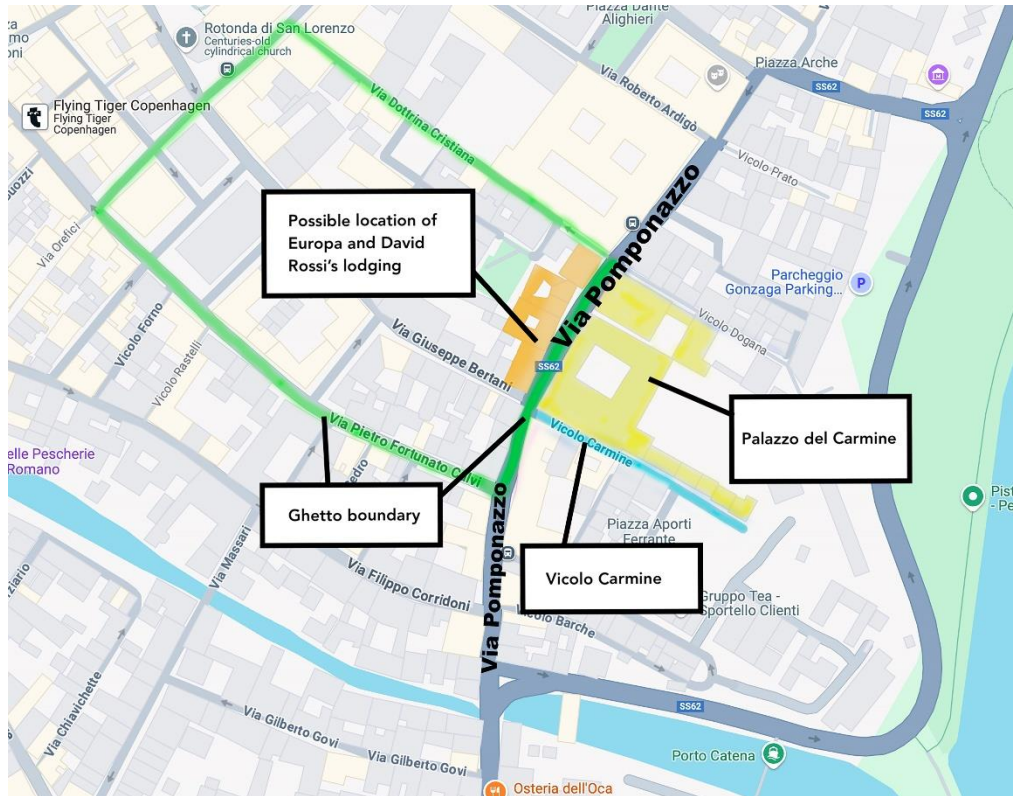 Piazza Dante
Alighieri
Rotonda di San Lorenzo
Centuries-old
cylindrical church
Piazza Arche
SS62
Flying Tiger Copenhagen
Flying Tiger
Copenhagen
Via Dottrina Cristiana
Via Roberto Ardigò
Vicolo Prato
Via Orefici
Possible location of
Europa and David
Rossi's lodging
Via Pomponazzo
Parcheggio
Gonzaga Parking...
P
Vicolo Dogana
Vicolo Forno
Vicolo Rastelli
Via Giuseppe Bertani
SS62
Palazzo del Carmine
Via Pietro Fortunato Calvi
Vicolo Carmine
elle Pescherie
Romano
Ghetto boundary
Pist
- Pe
Piazza Aporti
Ferrante
Vicolo Carmine
Via Massari
Via Filippo Corridoni
Via Pomponazzo
Gruppo Tea -
Sportello Clienti
Vicolo Barche
Via Chiavichette
SS62
Via Gilberto Govi
Via Gilberto Govi
Porto Catena
Osteria dell'Oca